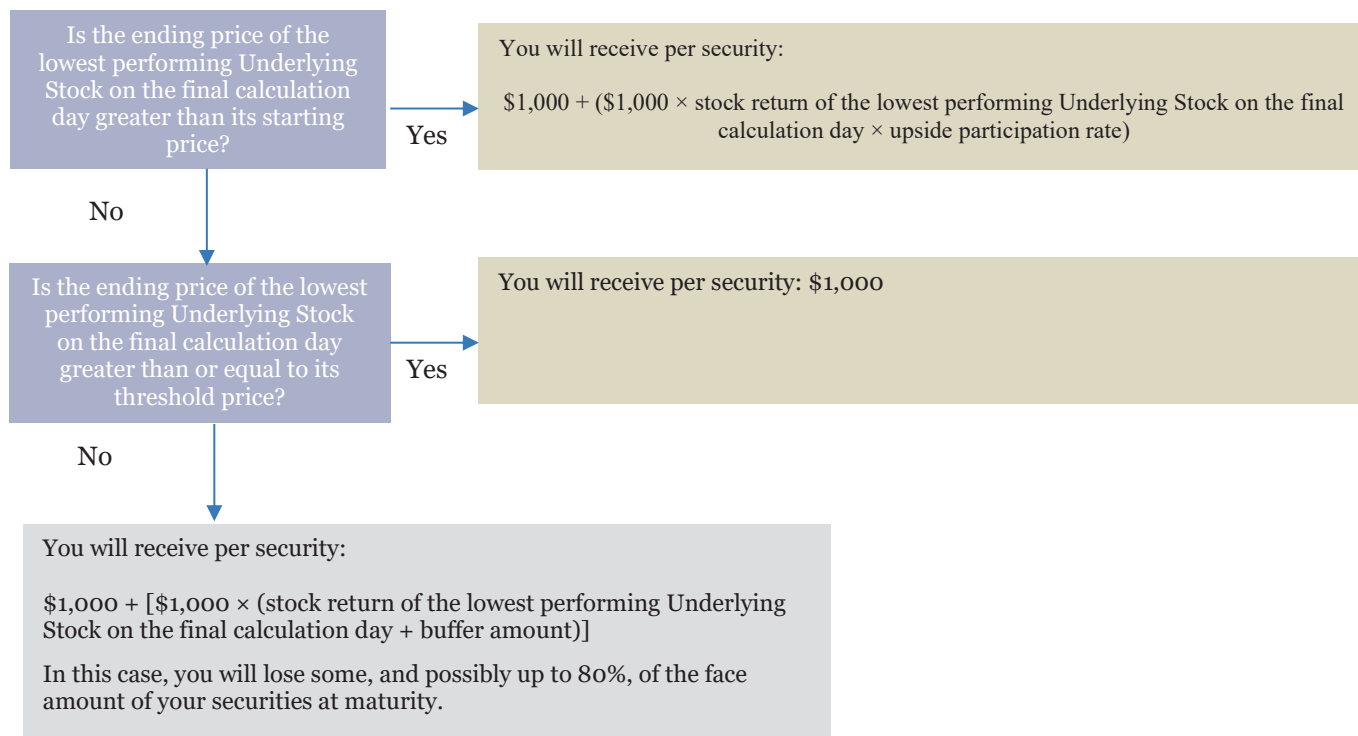 Is the ending price of the
lowest performing Underlying
Stock on the final calculation
day greater than its starting
price?
Yes
You will receive per security:
$1,000 + ($1,000 × stock return of the lowest performing Underlying Stock on the final
calculation day × upside participation rate)
No
Is the ending price of the lowest
performing Underlying Stock
on the final calculation day
greater than or equal to its
threshold price?
Yes
You will receive per security: $1,000
No
You will receive per security:
$1,000 + [$1,000 × (stock return of the lowest performing Underlying
Stock on the final calculation day + buffer amount)]
In this case, you will lose some, and possibly up to 80%, of the face
amount of your securities at maturity.